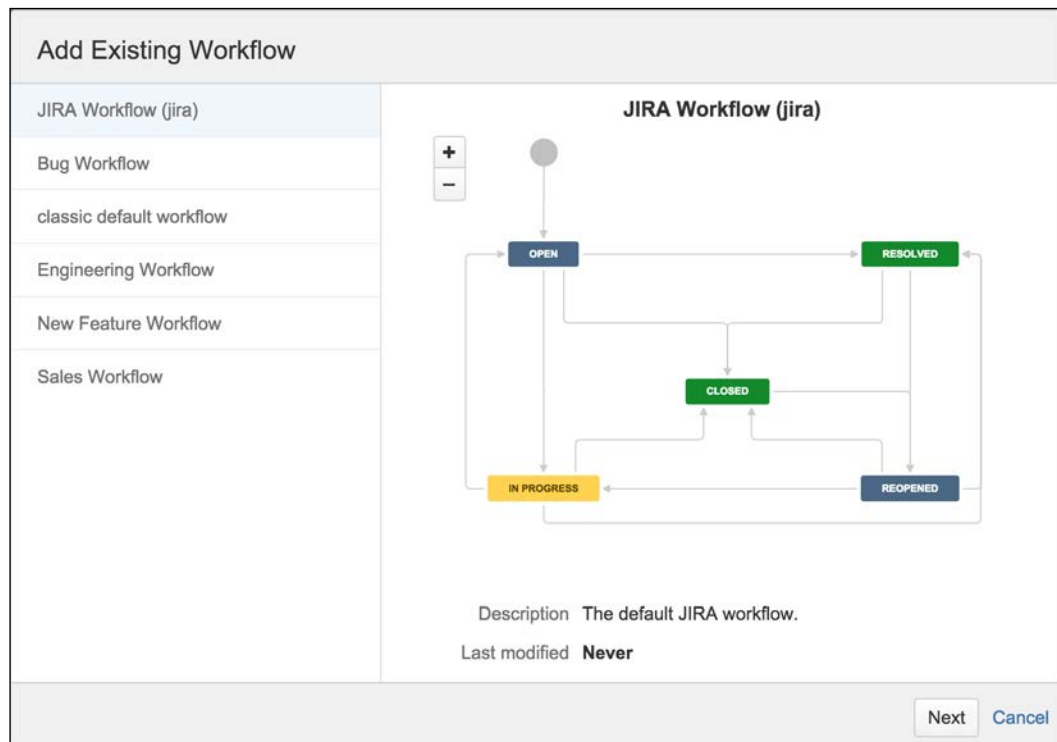 Add Existing Workflow
JIRA Workflow (jira)
Bug Workflow
classic default workflow
Engineering Workflow
New Feature Workflow
Sales Workflow
JIRA Workflow (jira)
+
−
OPEN
RESOLVED
CLOSED
IN PROGRESS
REOPENED
Description The default JIRA workflow.
Last modified Never
Next Cancel